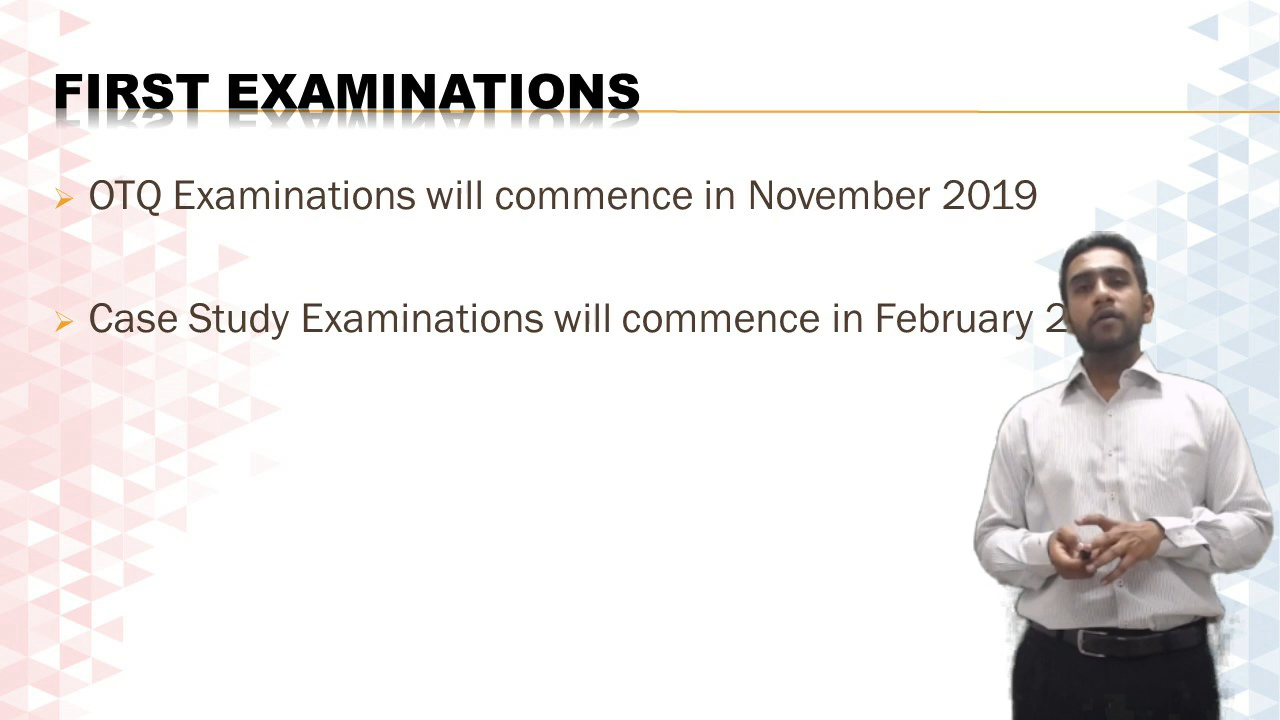 FIRST EXAMINATIONS
OTQ Examinations will commence in November 2019
Case Study Examinations will commence in February